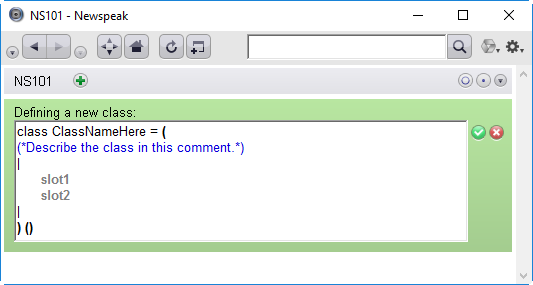 NS101 - Newspeak
NS101
Defining a new class:
class ClassNameHere = (
(*Describe the class in this comment.*)
|
slot1
slot2
|
) ()